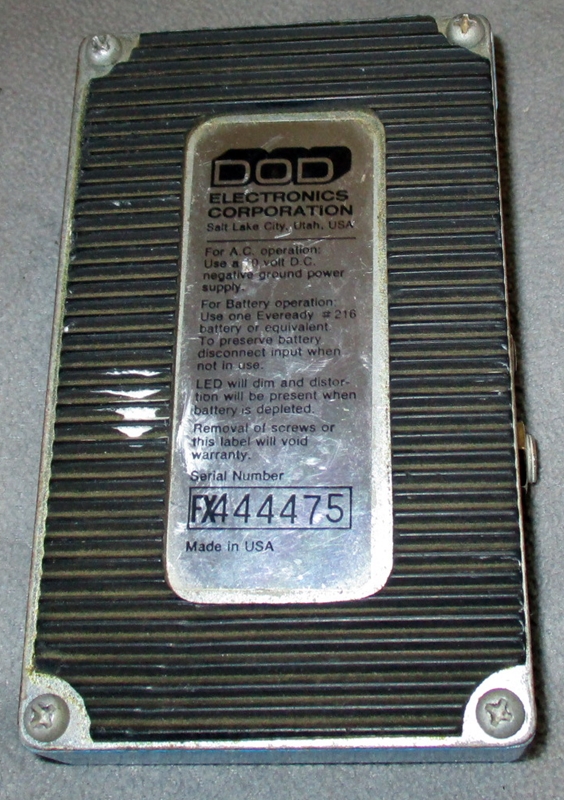 DOD
ELECTRONICS
CORPORATION
Salt Lake City, Utah, USA
For A.C. operation:
Use a volt D.C.
negative ground power
supply.
For Battery operation:
Use one Eveready #216
battery or equivalent
To preserve battery
disconnect input when
not in use.
LED will dim and distor-
tion will be present when
battery is depleted.
Removal of screws or
this label will void
warranty.
Serial Number
FX444475
Made in USA